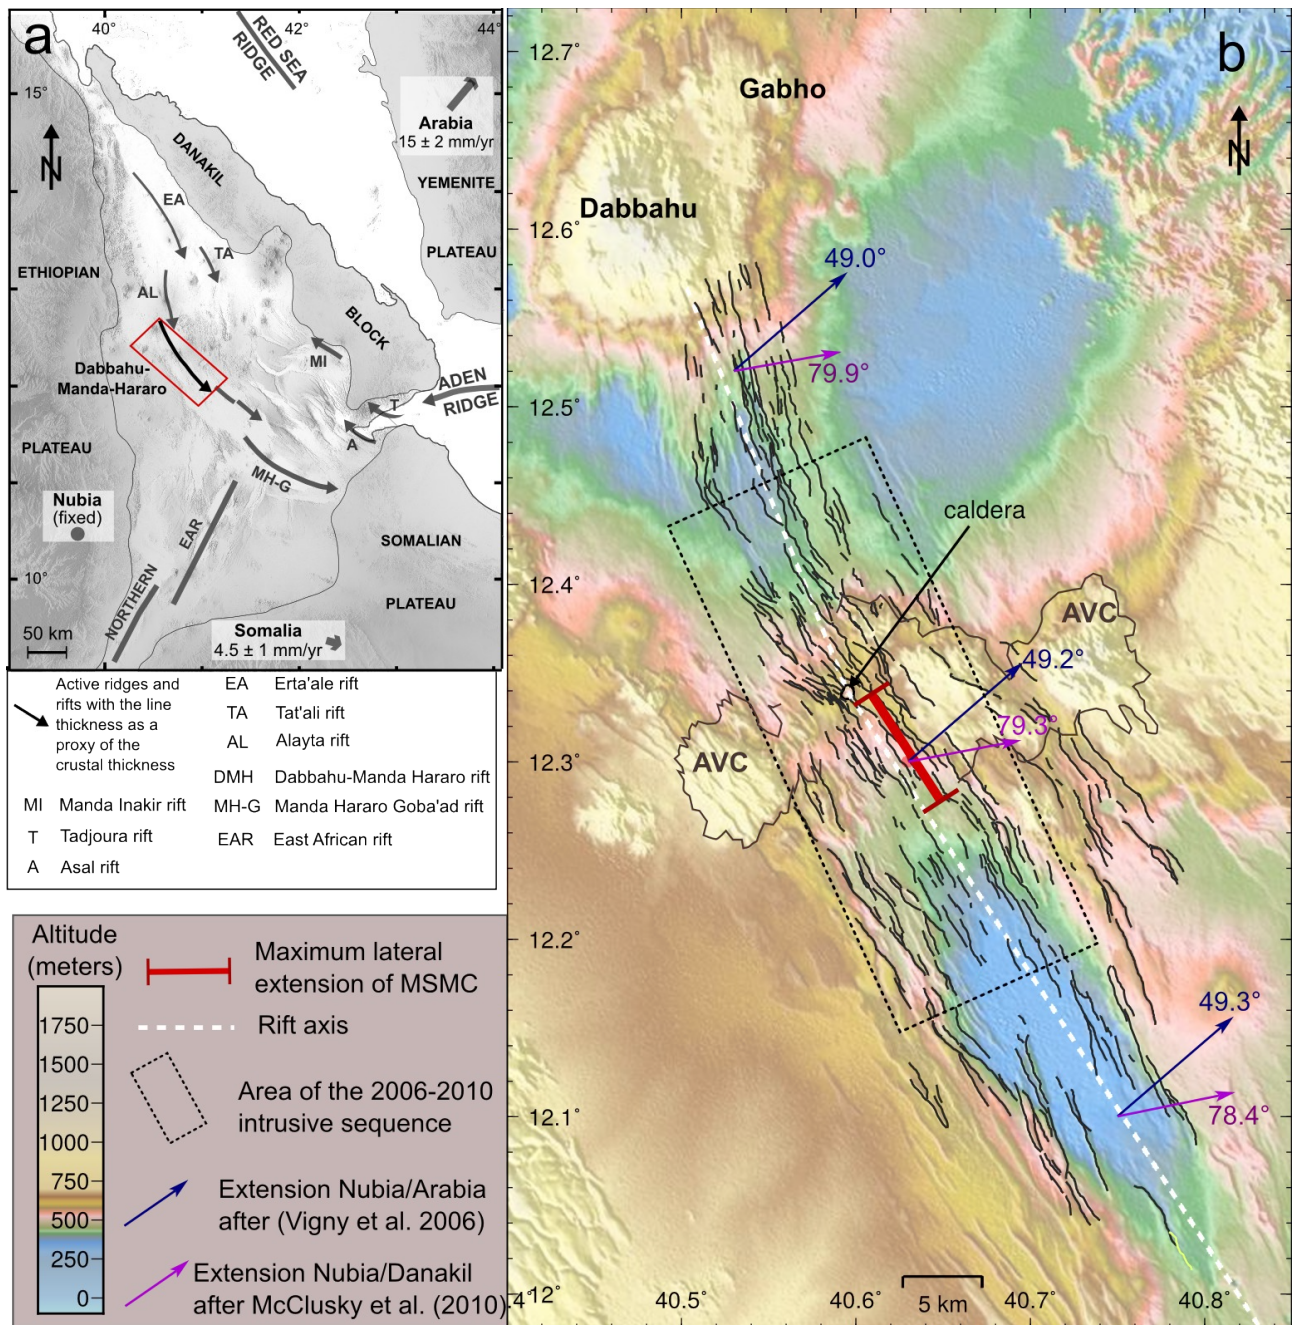 a
40°
42°
44°
RED SEA
RIDGE
15°
Arabia
15 ± 2 mm/yr
N
DANAKIL
YEMENITE
EA
TA
PLATEAU
ETHIOPIAN
AL
BLOCK
MI
Dabbahu-
Manda-Hararo
ADEN
RIDGE
T
A
PLATEAU
MH-G
Nubia
(fixed)
EAR
SOMALIAN
10°
NORTHERN
PLATEAU
50 km
Somalia
4.5 ± 1 mm/yr
Active ridges and
rifts with the line
thickness as a
proxy of the
crustal thickness
EA Erta'ale rift
TA Tat'ali rift
AL Alayta rift
DMH Dabbahu-Manda Hararo rift
MI Manda Inakir rift
MH-G Manda Hararo Goba'ad rift
T Tadjoura rift
EAR East African rift
A Asal rift
Altitude
(meters)
1750
1500
1250
1000
750
500
250
0
Maximum lateral
extension of MSMC
Rift axis
Area of the 2006-2010
intrusive sequence
Extension Nubia/Arabia
after (Vigny et al. 2006)
Extension Nubia/Danakil
after McClusky et al. (2010)
b
12.7°
Gabho
N
Dabbahu
12.6°
49.0°
79.9°
12.5°
caldera
12.4°
AVC
49.2°
79.3°
AVC
12.3°
12.2°
49.3°
12.1°
78.4°
4°
12°
40.5°
40.6°
5 km
40.7°
40.8°